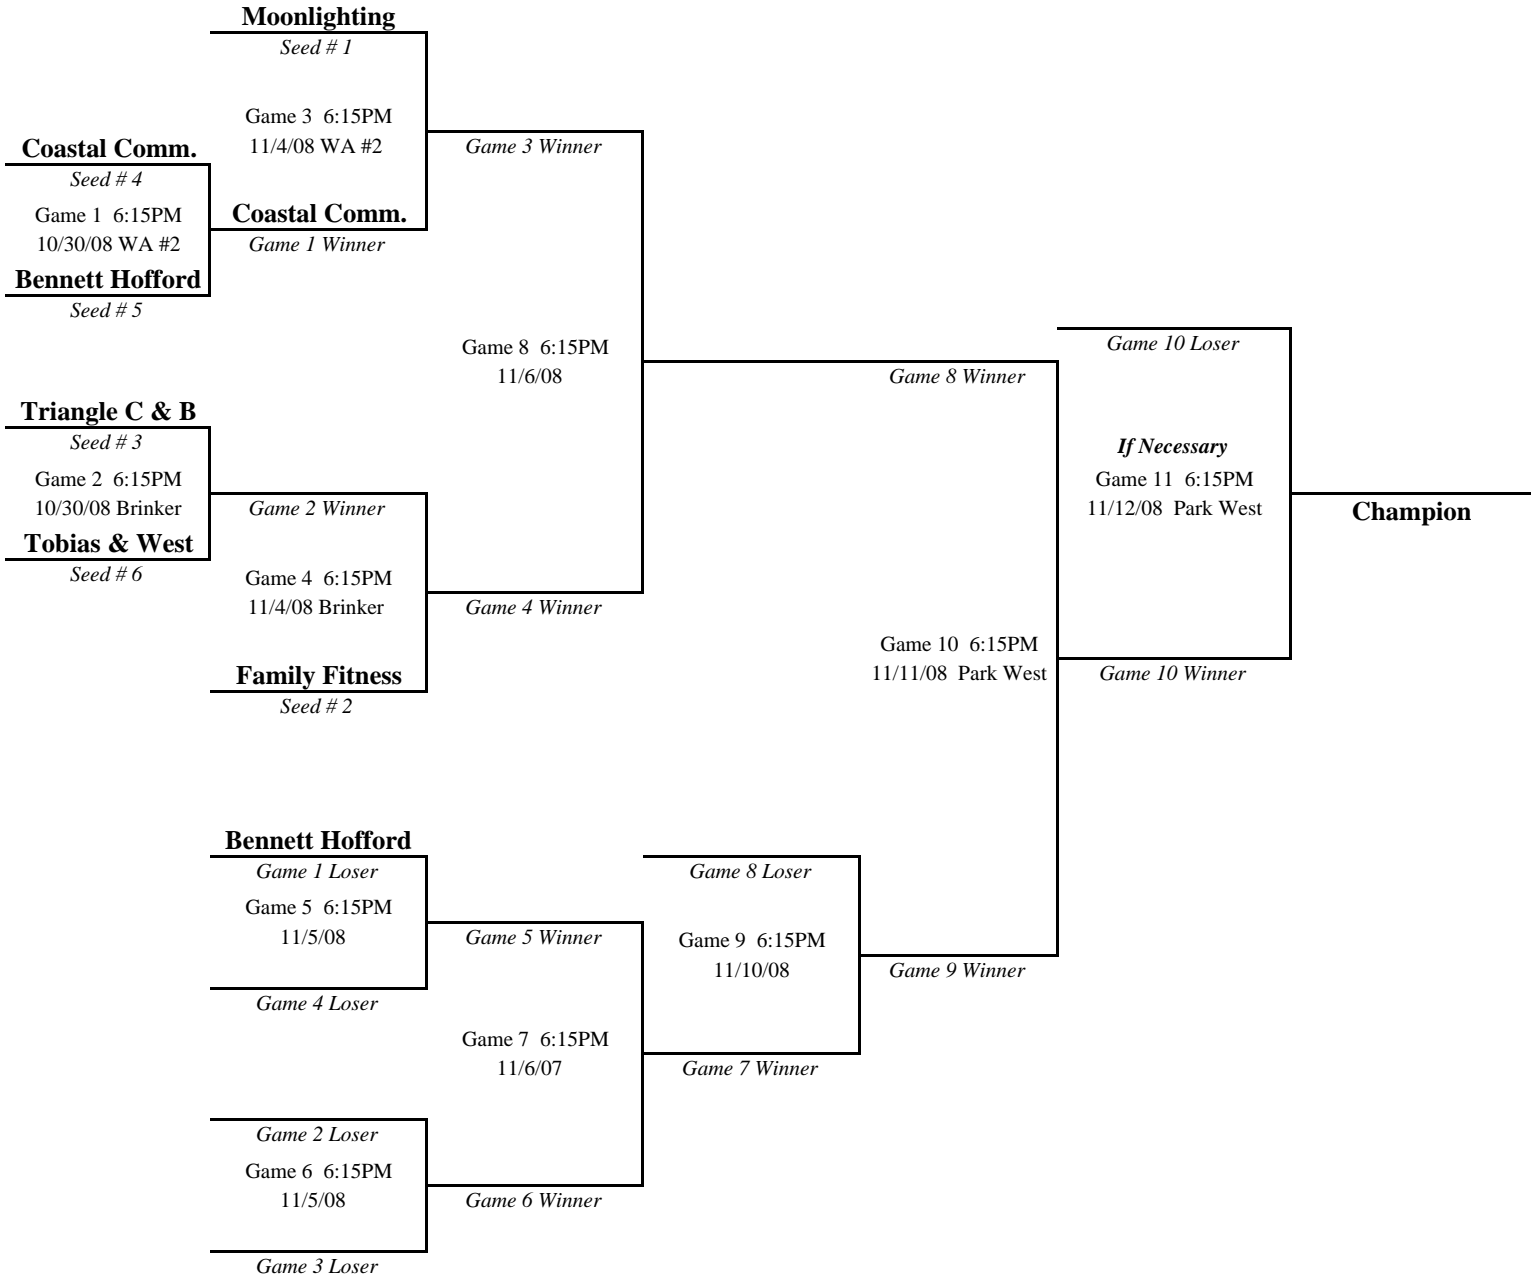 Moonlighting
Seed # 1
Game 3  6:15PM
11/4/08 WA #2
Game 3 Winner
Coastal Comm.
Seed # 4
Game 1  6:15PM
10/30/08 WA #2
Bennett Hofford
Seed # 5
Coastal Comm.
Game 1 Winner
Game 8  6:15PM
11/6/08
Game 8 Winner
Game 10 Loser
If Necessary
Game 11  6:15PM
11/12/08  Park West
Champion
Triangle C & B
Seed # 3
Game 2  6:15PM
10/30/08 Brinker
Tobias & West
Seed # 6
Game 2 Winner
Game 4  6:15PM
11/4/08 Brinker
Game 4 Winner
Family Fitness
Seed # 2
Game 10  6:15PM
11/11/08  Park West
Game 10 Winner
Bennett Hofford
Game 1 Loser
Game 5  6:15PM
11/5/08
Game 4 Loser
Game 5 Winner
Game 7  6:15PM
11/6/07
Game 8 Loser
Game 9  6:15PM
11/10/08
Game 9 Winner
Game 7 Winner
Game 2 Loser
Game 6  6:15PM
11/5/08
Game 6 Winner
Game 3 Loser